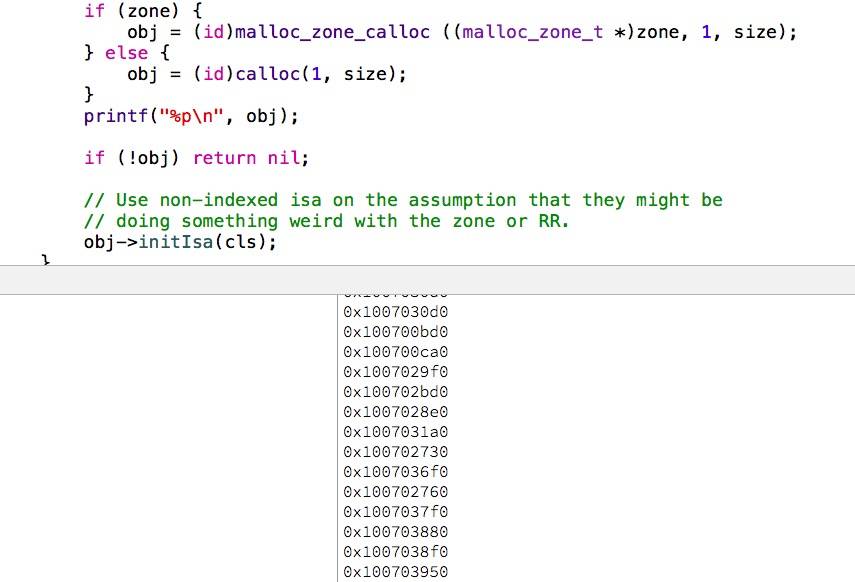 if (zone) {
obj = (id)malloc_zone_calloc ((malloc_zone_t *)zone, 1, size);
} else {
obj = (id)calloc(1, size);
}
printf("%p\n", obj);
if (!obj) return nil;
// Use non-indexed isa on the assumption that they might be
// doing something weird with the zone or RR.
obj->initIsa(cls);
}
0x1007030d0
0x100700bd0
0x100700ca0
0x1007029f0
0x100702bd0
0x1007028e0
0x1007031a0
0x100702730
0x1007036f0
0x100702760
0x1007037f0
0x100703880
0x1007038f0
0x100703950